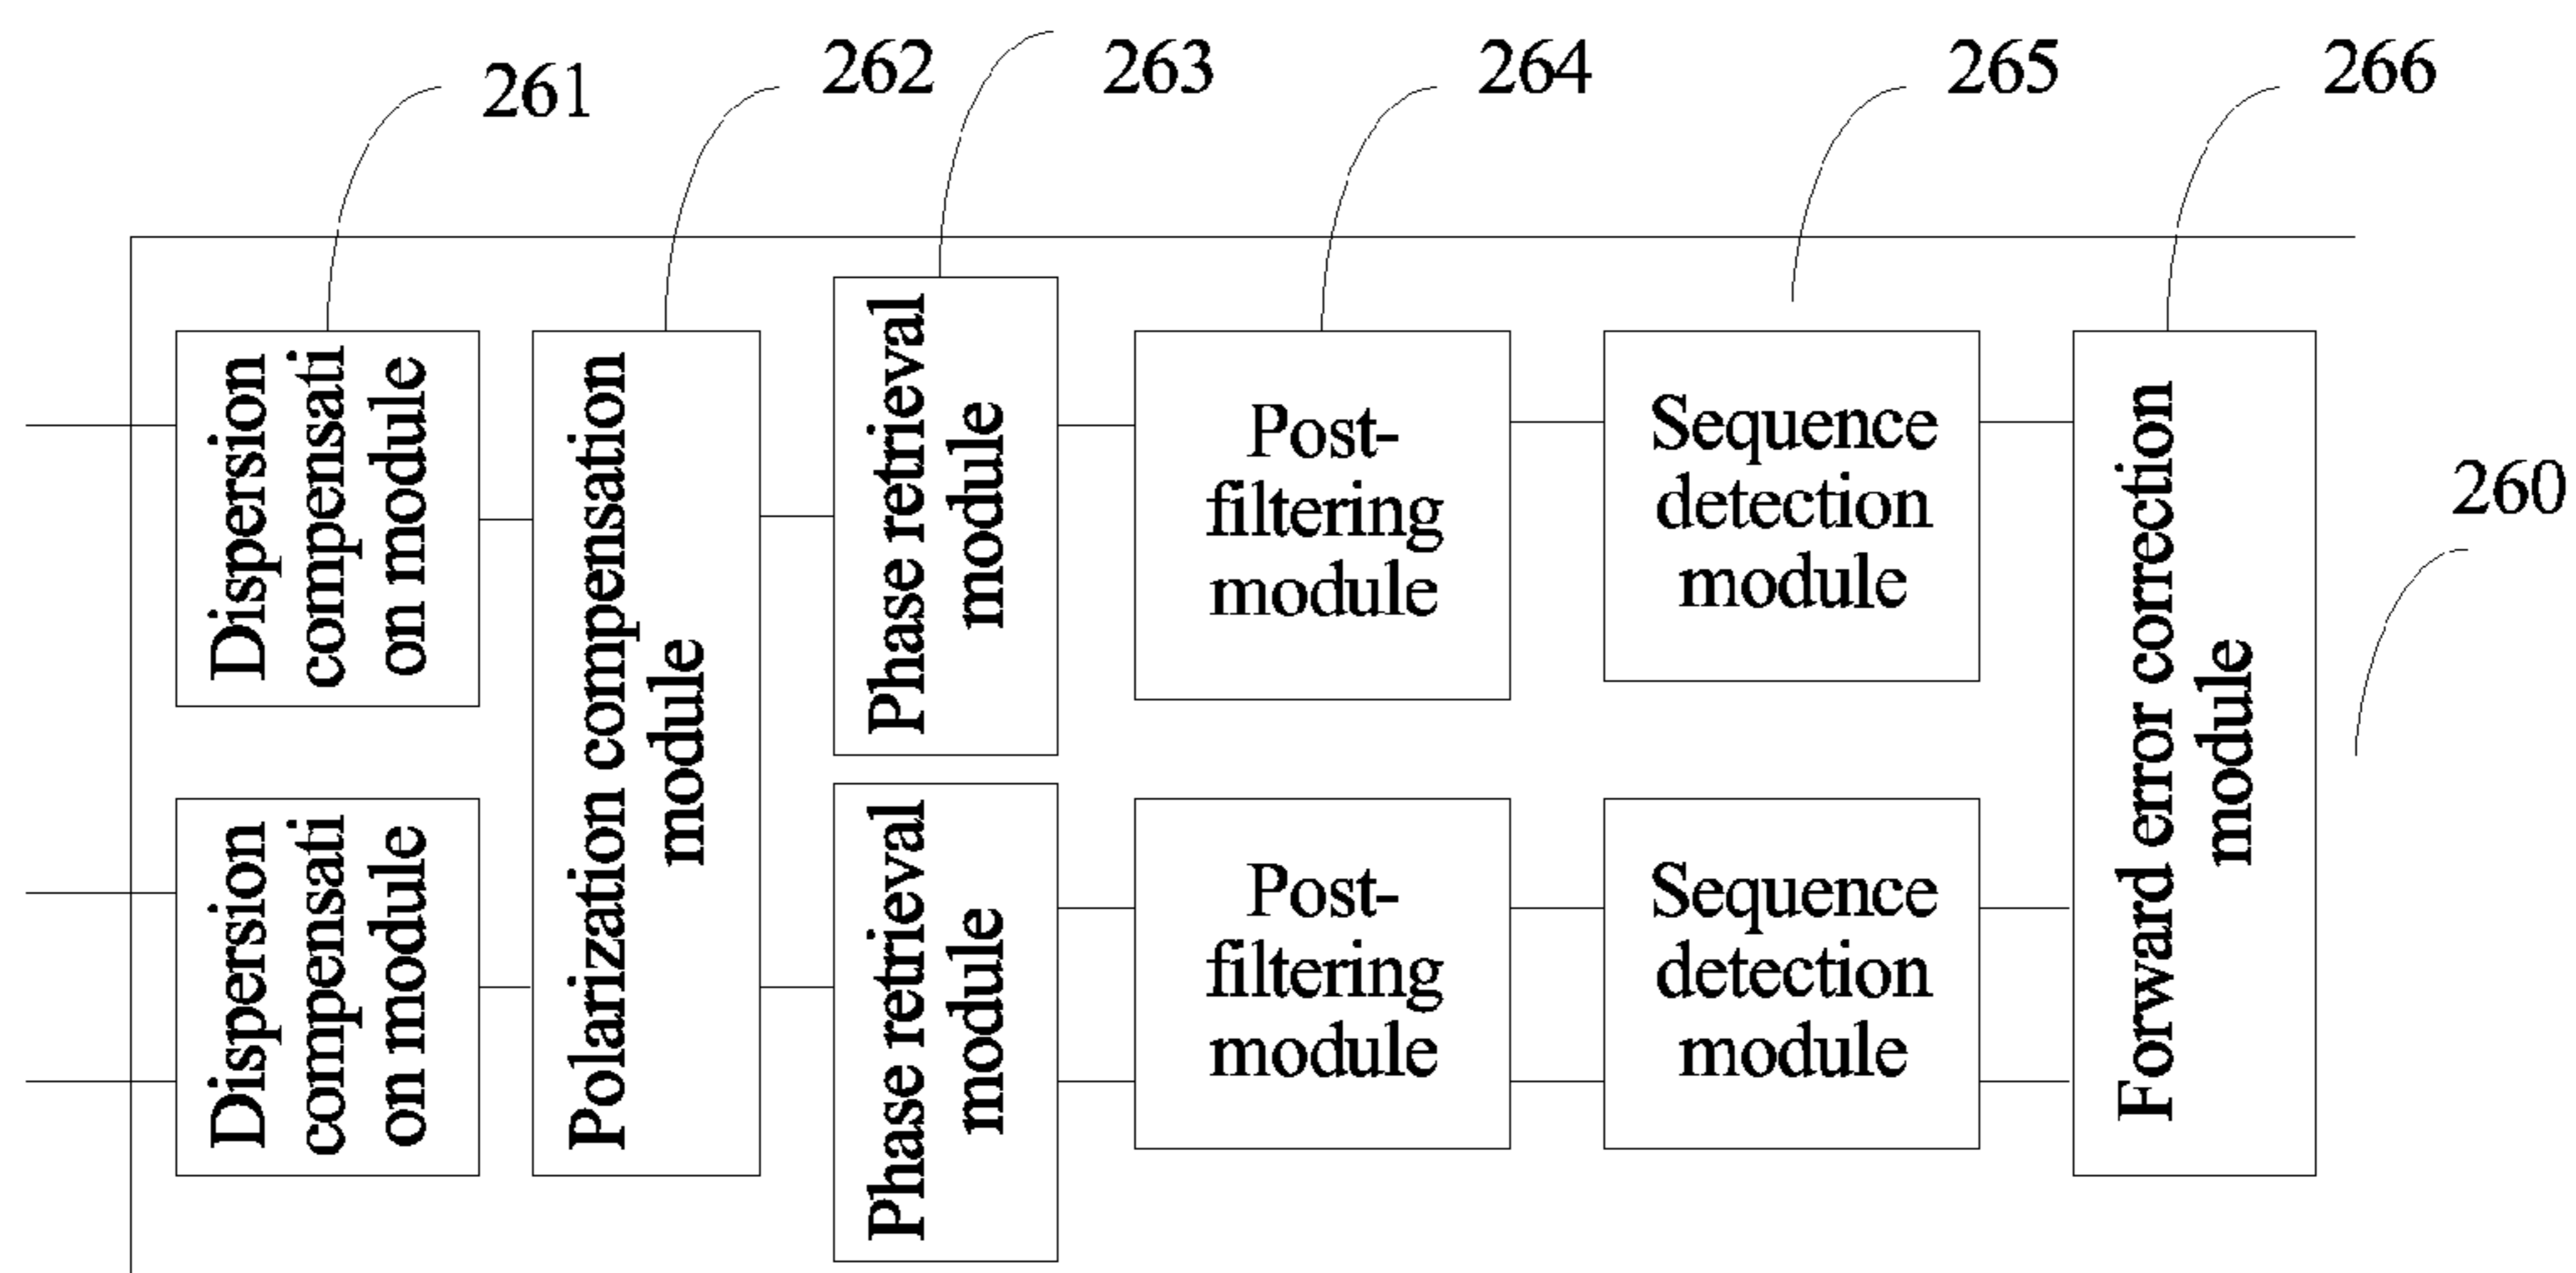 261
262
263
264
265
266
260
Dispersion
compensati
on module
Dispersion
compensati
on module
Polarization compensation
module
Phase retrieval
module
Phase retrieval
module
Post-
filtering
module
Post-
filtering
module
Sequence
detection
module
Sequence
detection
module
Forward error correction
module